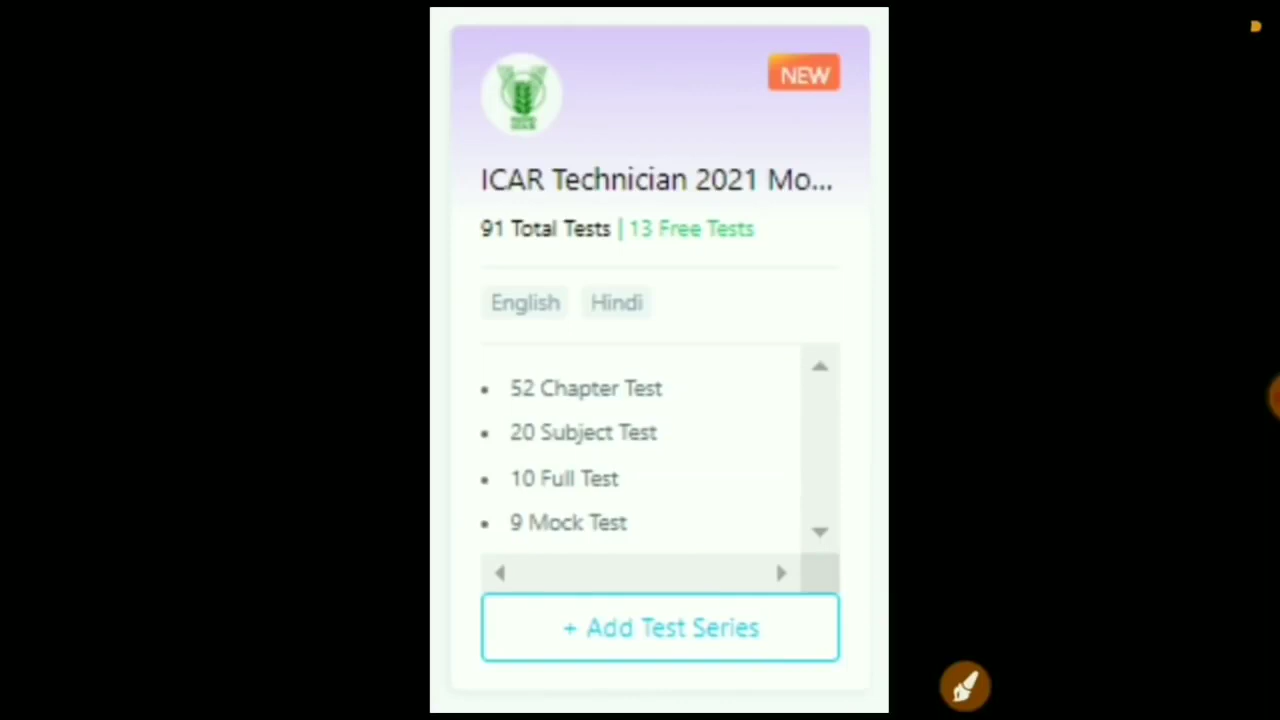 NEW
ICAR Technician 2021 Mo...
91 Total Tests | 13 Free Tests
English Hindi
• 52 Chapter Test
• 20 Subject Test
• 10 Full Test
• 9 Mock Test
+ Add Test Series